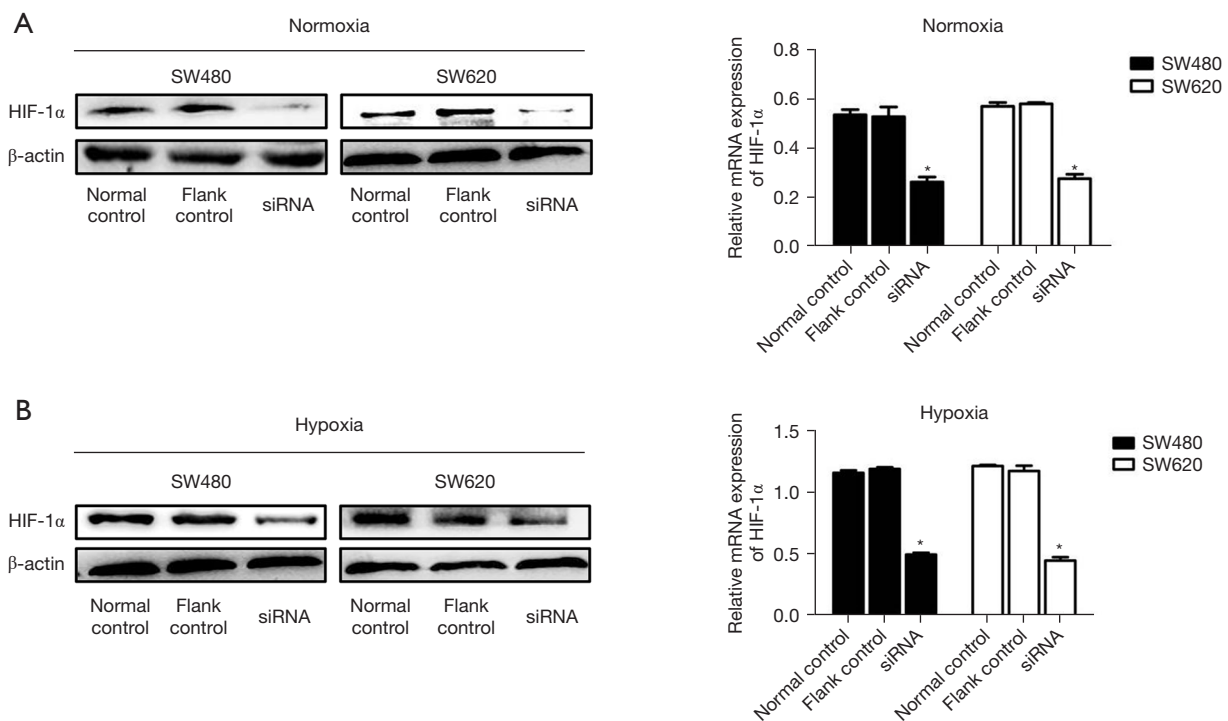 A
Normoxia
SW480
SW620
HIF-1α
β-actin
Normal
control
Flank
control
siRNA
Normal
control
Flank
control
siRNA
Normoxia
SW480
SW620
Relative mRNA expression
of HIF-1α
0.8
0.6
0.4
0.2
0.0
*
*
Normal control
Flank control
siRNA
Normal control
Flank control
siRNA
B
Hypoxia
SW480
SW620
HIF-1α
β-actin
Normal
control
Flank
control
siRNA
Normal
control
Flank
control
siRNA
Hypoxia
SW480
SW620
Relative mRNA expression
of HIF-1α
1.5
1.0
0.5
0.0
*
*
Normal control
Flank control
siRNA
Normal control
Flank control
siRNA